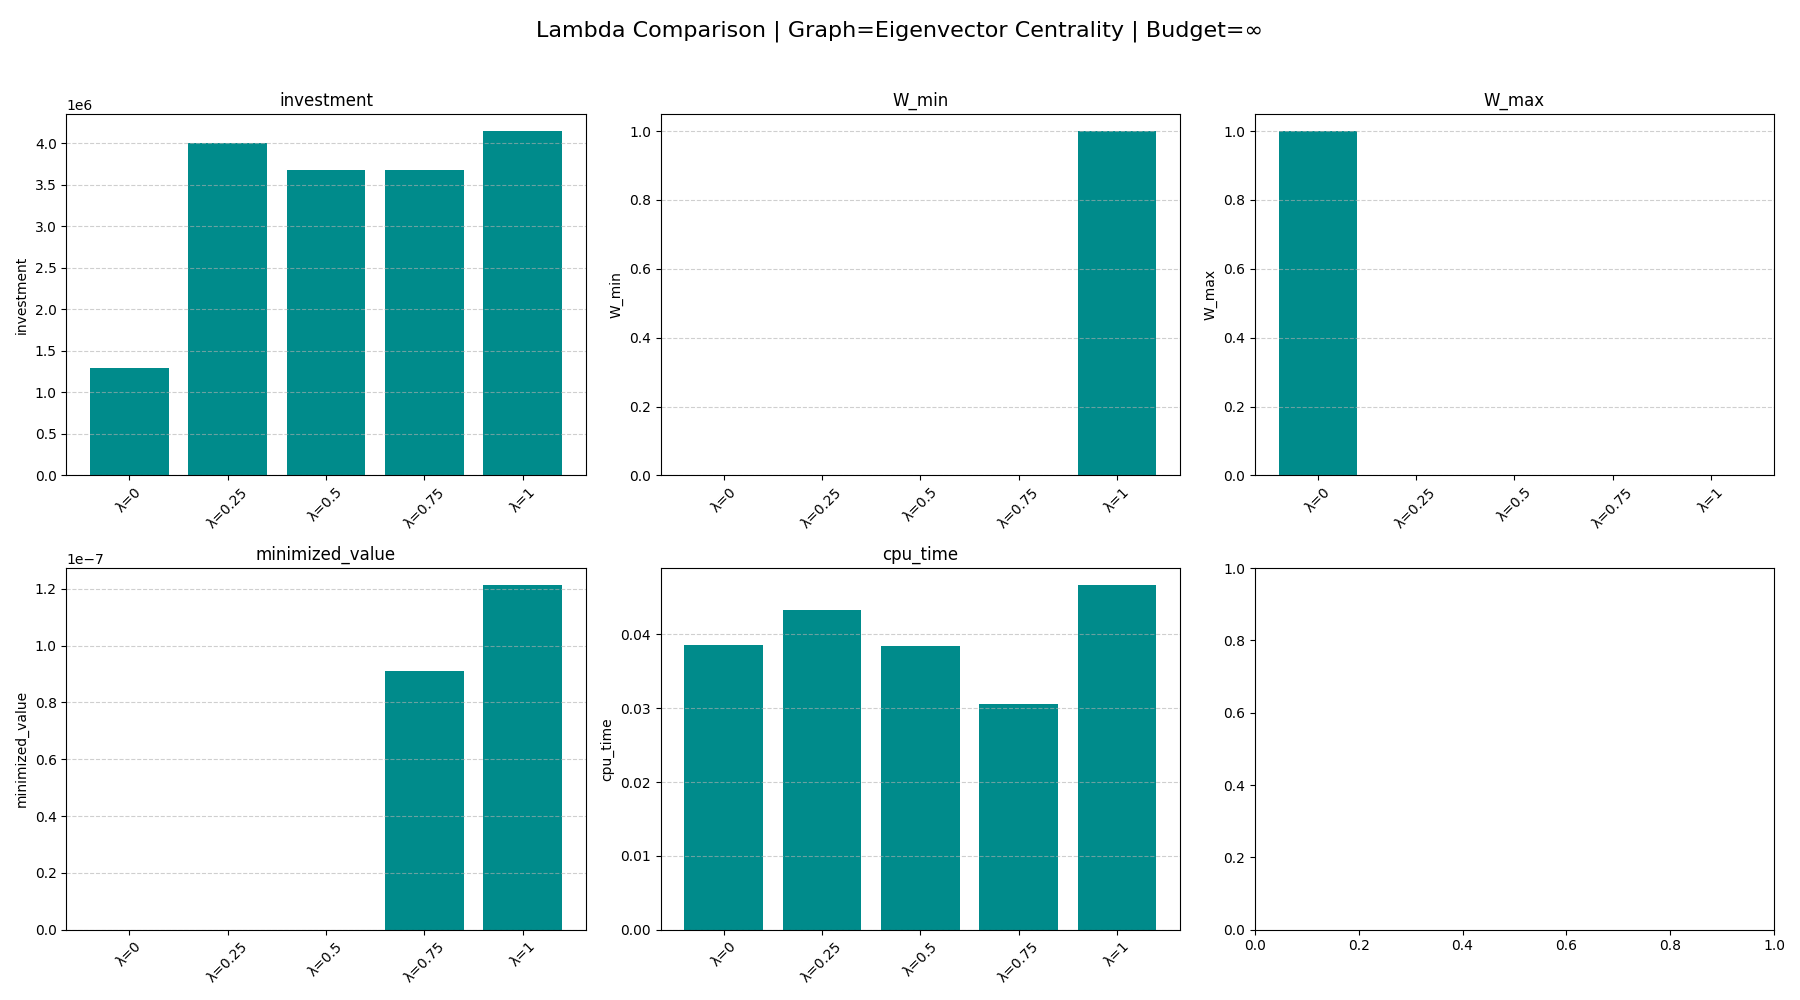 Lambda Comparison | Graph=Eigenvector Centrality | Budget=∞
investment
1e6
investment
4.0
3.5
3.0
2.5
2.0
1.5
1.0
0.5
0.0
λ=0
λ=0.25
λ=0.5
λ=0.75
λ=1
W_min
W_min
1.0
0.8
0.6
0.4
0.2
0.0
λ=0
λ=0.25
λ=0.5
λ=0.75
λ=1
W_max
W_max
1.0
0.8
0.6
0.4
0.2
0.0
λ=0
λ=0.25
λ=0.5
λ=0.75
λ=1
minimized_value
1e−7
minimized_value
1.2
1.0
0.8
0.6
0.4
0.2
0.0
λ=0
λ=0.25
λ=0.5
λ=0.75
λ=1
cpu_time
cpu_time
0.04
0.03
0.02
0.01
0.00
λ=0
λ=0.25
λ=0.5
λ=0.75
λ=1
1.0
0.8
0.6
0.4
0.2
0.0
0.0 0.2 0.4 0.6 0.8 1.0